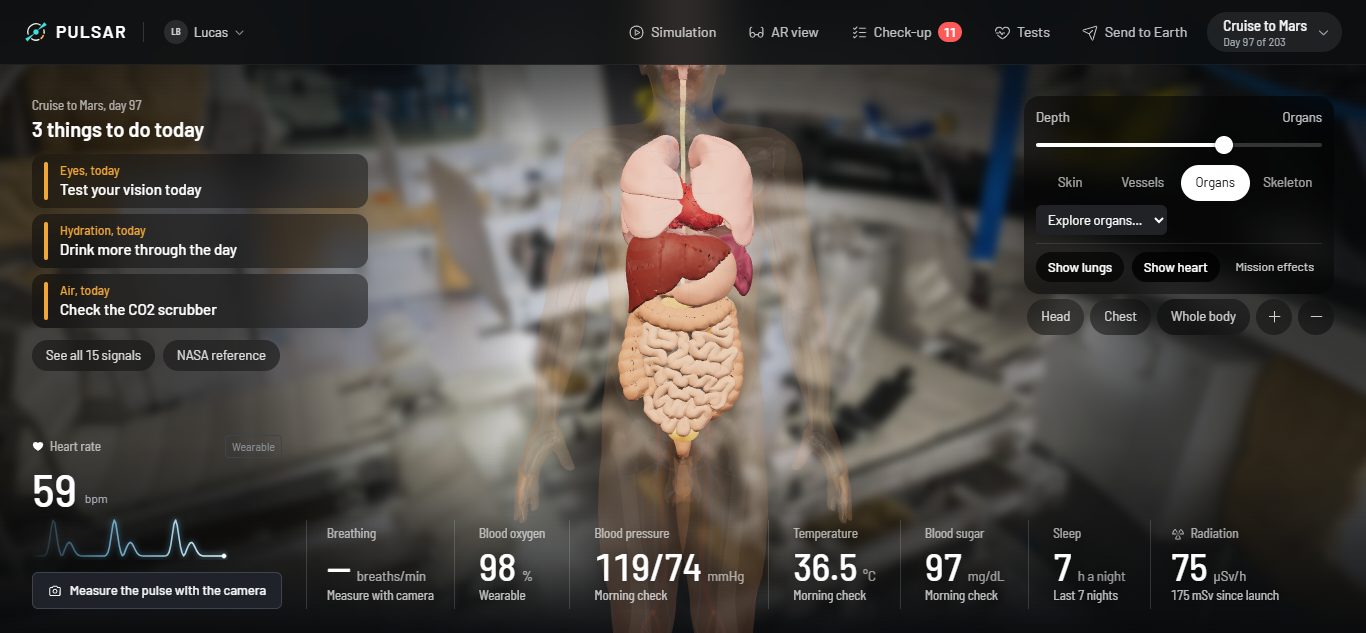 PULSAR
LB Lucas
Simulation
AR view
Check-up 11
Tests
Send to Earth
Cruise to Mars
Day 97 of 203
Cruise to Mars, day 97
3 things to do today
Eyes, today
Test your vision today
Hydration, today
Drink more through the day
Air, today
Check the CO2 scrubber
See all 15 signals
NASA reference
Depth
Organs
Skin
Vessels
Organs
Skeleton
Explore organs...
Show lungs
Show heart
Mission effects
Head
Chest
Whole body
+
−
Heart rate
Wearable
59 bpm
Measure the pulse with the camera
Breathing
— breaths/min
Measure with camera
Blood oxygen
98 %
Wearable
Blood pressure
119/74 mmHg
Morning check
Temperature
36.5 °C
Morning check
Blood sugar
97 mg/dL
Morning check
Sleep
7 h a night
Last 7 nights
Radiation
75 µSv/h
175 mSv since launch